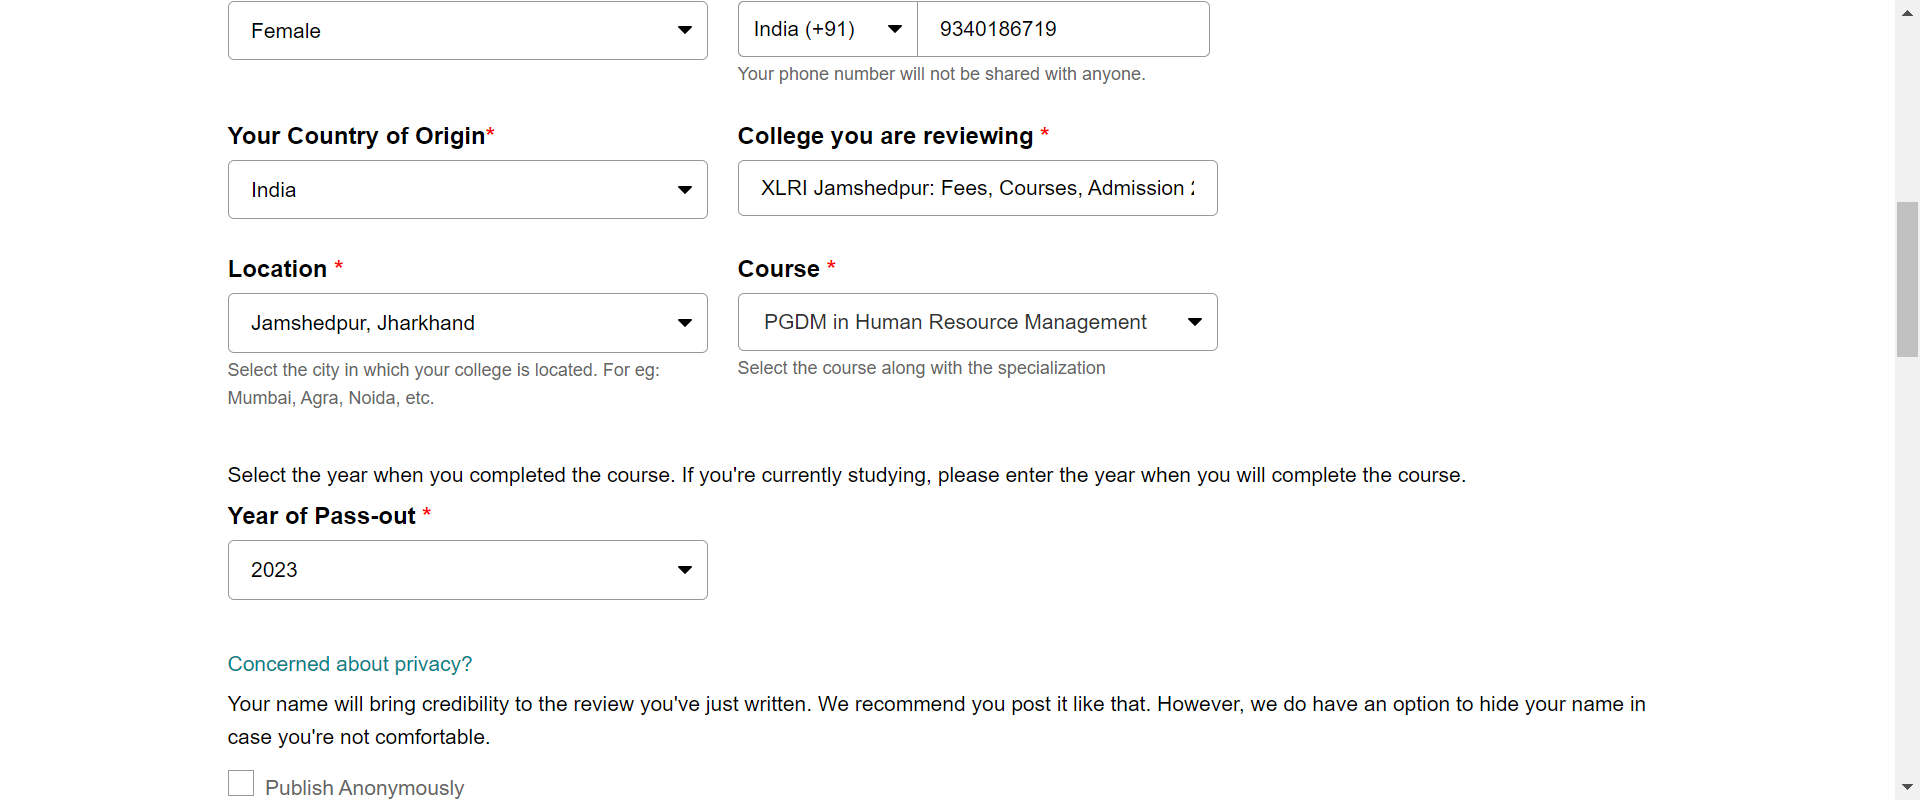 Female
India (+91) 9340186719
Your phone number will not be shared with anyone.
Your Country of Origin* College you are reviewing *
India XLRI Jamshedpur: Fees, Courses, Admission
Location * Course *
Jamshedpur, Jharkhand PGDM in Human Resource Management
Select the city in which your college is located. For eg: Select the course along with the specialization
Mumbai, Agra, Noida, etc.
Select the year when you completed the course. If you're currently studying, please enter the year when you will complete the course.
Year of Pass-out *
2023
Concerned about privacy?
Your name will bring credibility to the review you've just written. We recommend you post it like that. However, we do have an option to hide your name in
case you're not comfortable.
Publish Anonymously